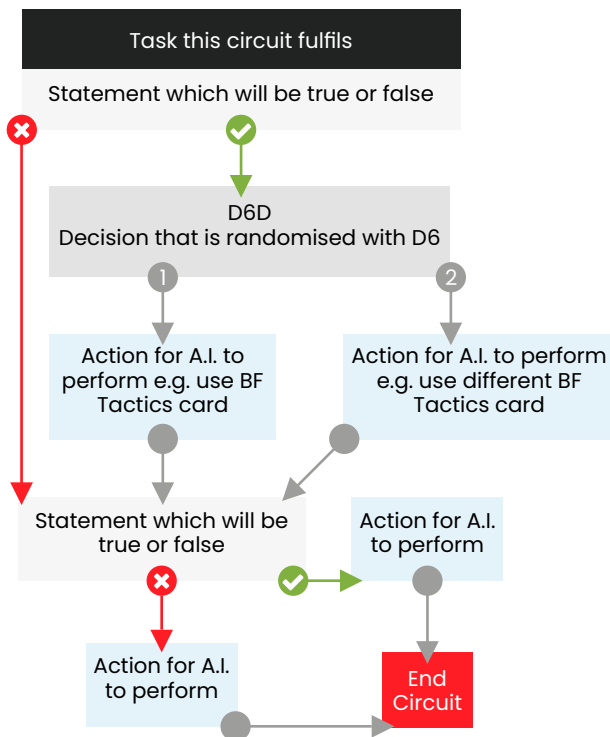 Task this circuit fulfils
Statement which will be true or false
D6D
Decision that is randomised with D6
1
2
Action for A.I. to
perform e.g. use BF
Tactics card
Action for A.I. to perform
e.g. use different BF
Tactics card
Statement which will be
true or false
Action for A.I.
to perform
Action for A.I.
to perform
End
Circuit